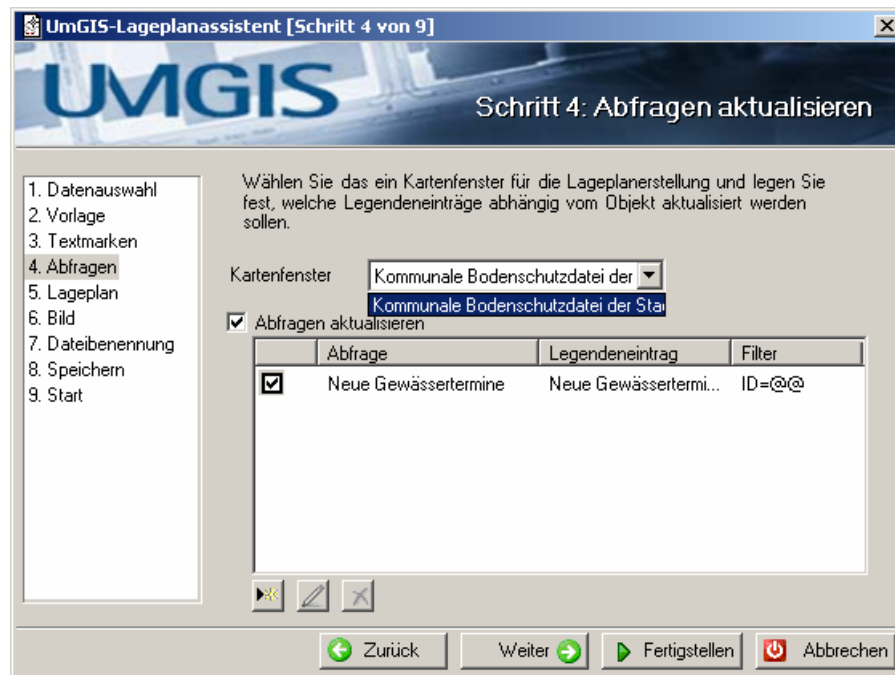 UmGIS-Lageplanassistent [Schritt 4 von 9]
UMGIS
Schritt 4: Abfragen aktualisieren
1. Datenauswahl
2. Vorlage
3. Textmarken
4. Abfragen
5. Lageplan
6. Bild
7. Dateibenennung
8. Speichern
9. Start
Wählen Sie das ein Kartenfenster für die Lageplanerstellung und legen Sie
fest, welche Legendeneinträge abhängig vom Objekt aktualisiert werden
sollen.
Kartenfenster
Kommunale Bodenschutzdatei der
Kommunale Bodenschutzdatei der Sta
Abfragen aktualisieren
Abfrage Legendeneintrag Filter
Neue Gewässertermine Neue Gewässertermi... ID=@@
Zurück Weiter Fertigstellen Abbrechen